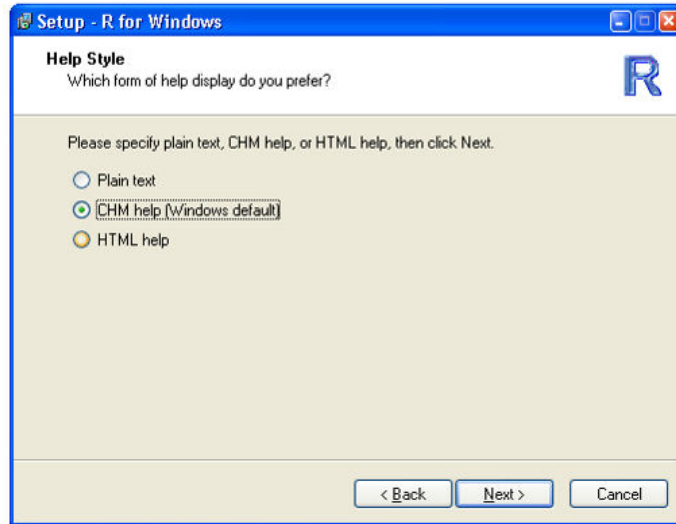 Setup - R for Windows
Help Style
Which form of help display do you prefer?
R
Please specify plain text, CHM help, or HTML help, then click Next.
Plain text
CHM help (Windows default)
HTML help
< Back
Next >
Cancel